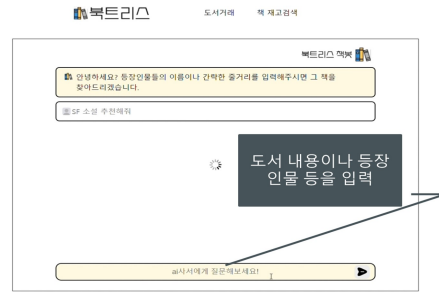 북트리스
도서거래 책 재고검색
북트리스 책봇
안녕하세요? 등장인물들의 이름이나 간략한 줄거리를 입력해주시면 그 책을
찾아드리겠습니다.
SF 소설 추천해줘
도서 내용이나 등장
인물 등을 입력
ai사서에게 질문해보세요!